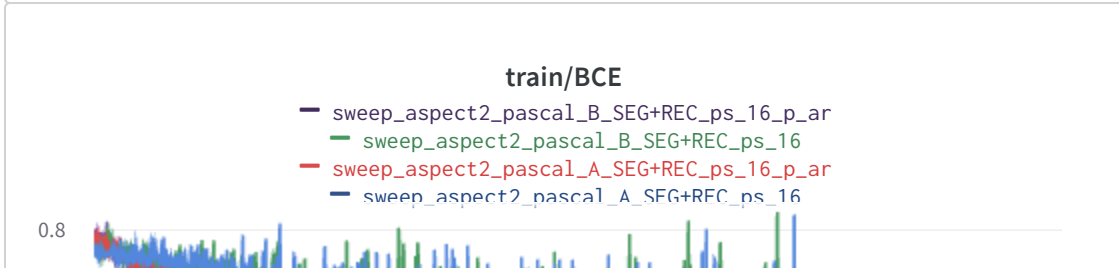 train/BCE
sweep_aspect2_pascal_B_SEG+REC_ps_16_p_ar
sweep_aspect2_pascal_B_SEG+REC_ps_16
sweep_aspect2_pascal_A_SEG+REC_ps_16_p_ar
sweep_aspect2_pascal_A_SEG+REC_ps_16
0.8